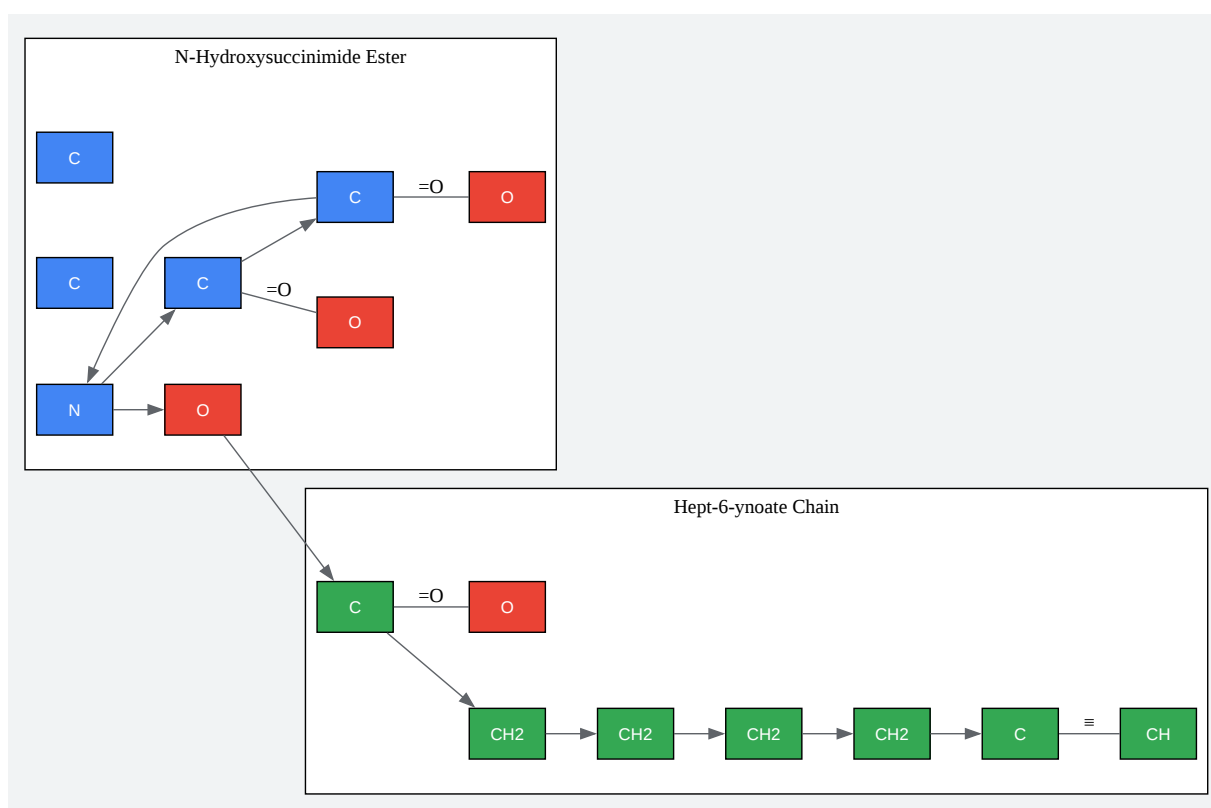 N-Hydroxysuccinimide Ester
C
C
=O
O
C
C
=O
O
N
O
Hept-6-ynoate Chain
C
=O
O
CH2
CH2
CH2
CH2
C
≡
CH